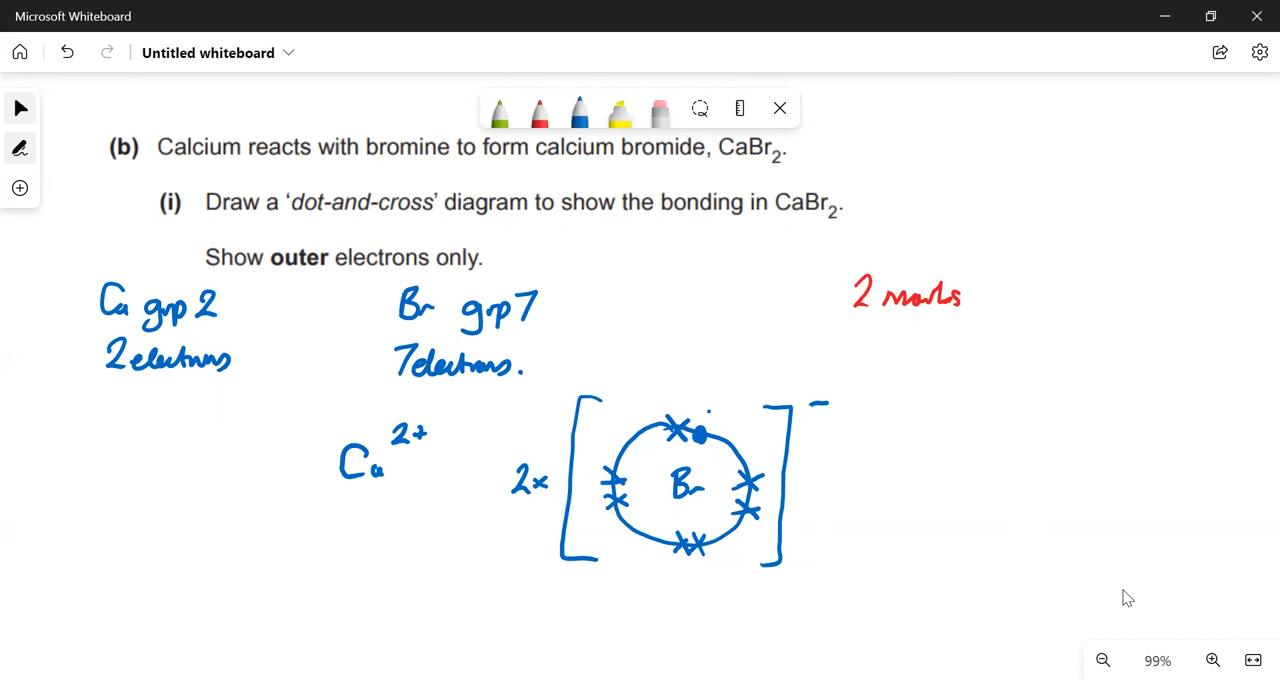 Microsoft Whiteboard
Untitled whiteboard
(b) Calcium reacts with bromine to form calcium bromide, CaBr₂.
(i) Draw a 'dot-and-cross' diagram to show the bonding in CaBr₂.
Show outer electrons only.
Ca grp 2 Br grp 7 2 marks
2 electrons 7 electrons.
Ca²⁺ 2× [Br]⁻
99%